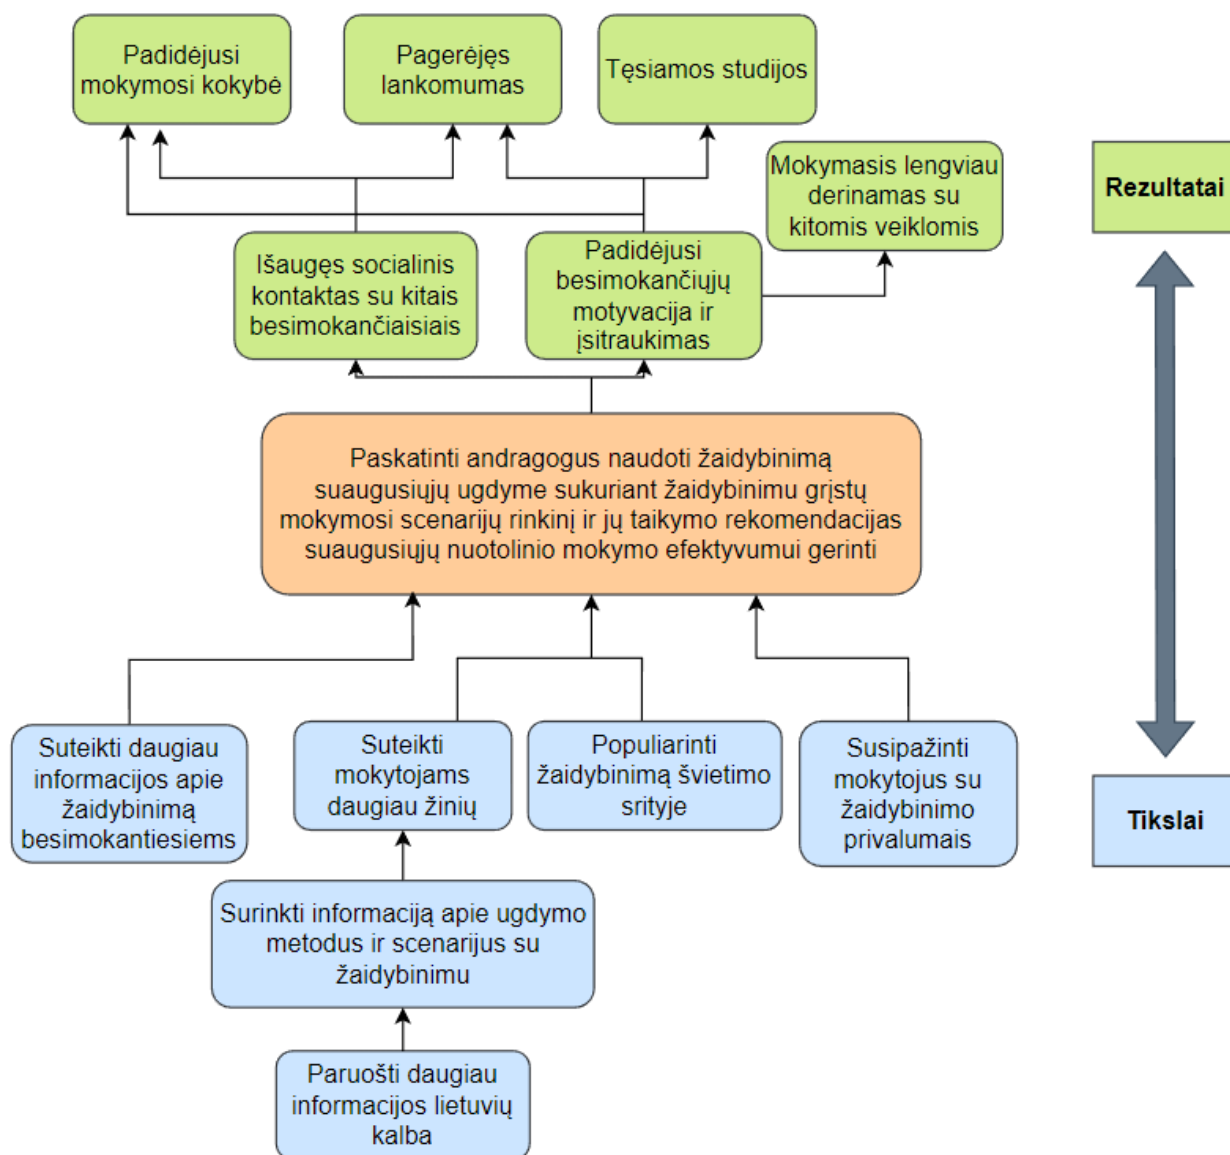 Padidėjusi
mokymosi kokybė
Pagerėjęs
lankomumas
Tęsiamos studijos
Mokymasis lengviau
derinamas su
kitomis veiklomis
Rezultatai
Išaugęs socialinis
kontaktas su kitais
besimokančiaisiais
Padidėjusi
besimokančiųjų
motyvacija ir
įsitraukimas
Paskatinti andragogus naudoti žaidybinimą
suaugusiųjų ugdyme sukuriant žaidybinimu grįstų
mokymosi scenarijų rinkinį ir jų taikymo rekomendacijas
suaugusiųjų nuotolinio mokymo efektyvumui gerinti
Suteikti daugiau
informacijos apie
žaidybinimą
besimokantiesiems
Suteikti
mokytojams
daugiau žinių
Populiarinti
žaidybinimą švietimo
srityje
Susipažinti
mokytojus su
žaidybinimo
privalumais
Tikslai
Surinkti informaciją apie ugdymo
metodus ir scenarijus su
žaidybinimu
Paruošti daugiau
informacijos lietuvių
kalba